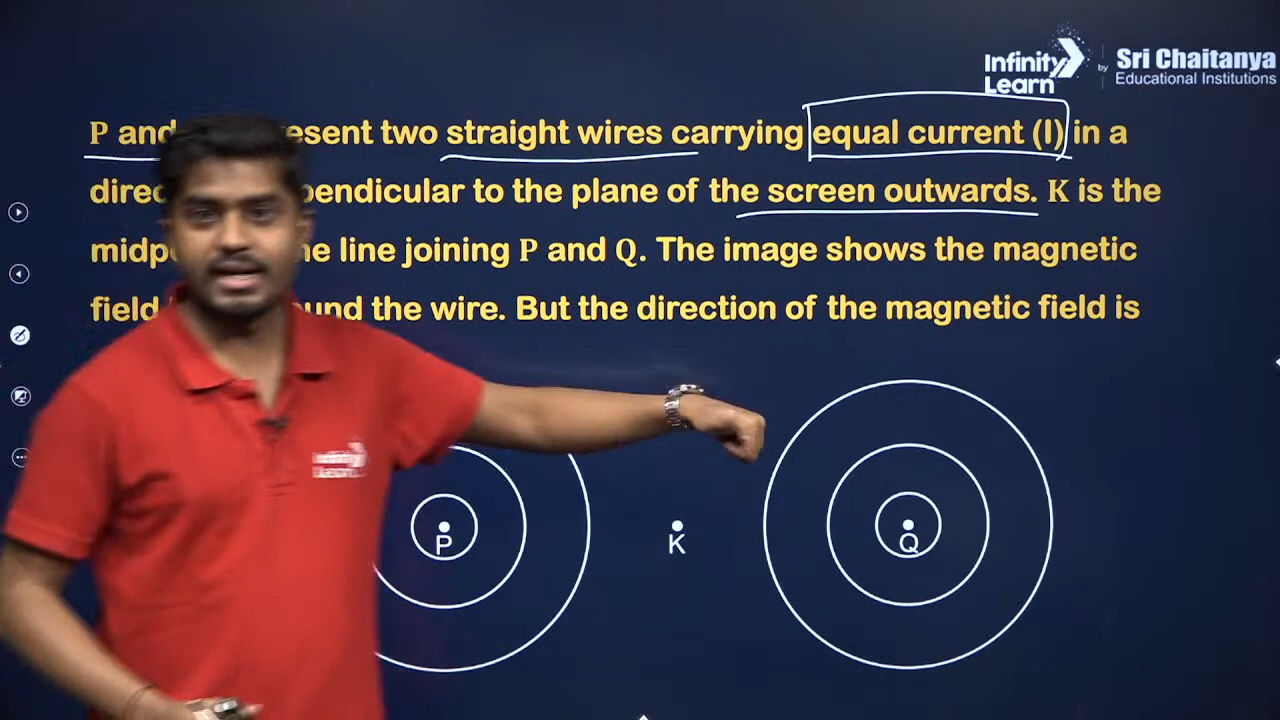 Infinity Learn by Sri Chaitanya Educational Institutions
P and esent two straight wires carrying equal current (I) in a
direc pendicular to the plane of the screen outwards. K is the
midp e line joining P and Q. The image shows the magnetic
field und the wire. But the direction of the magnetic field is
Infinity Learn
P K Q